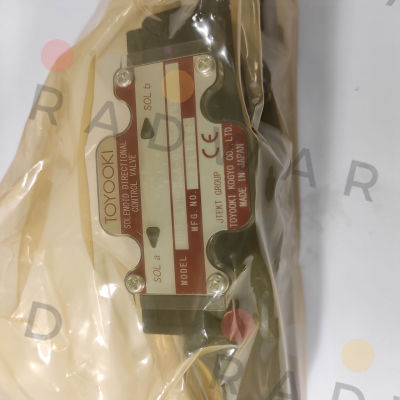 TOYOOKI
SOLENOID DIRECTIONAL
CONTROL VALVE
SOL a
SOL b
MODEL
MFG.NO.
CE
JTEKT GROUP
TOYOOKI KOGYO CO., LTD.
MADE IN JAPAN
RADAR
RADAR